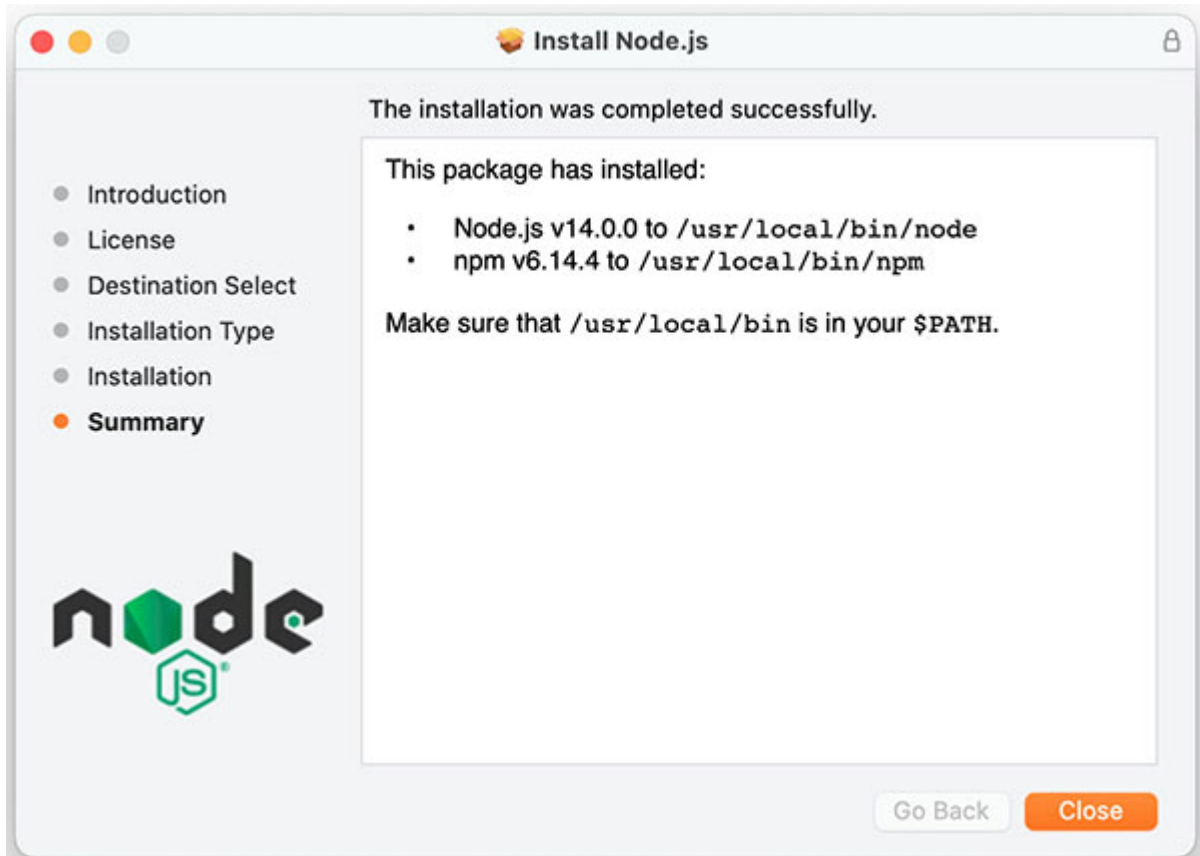 Install Node.js
The installation was completed successfully.
Introduction
License
Destination Select
Installation Type
Installation
Summary
This package has installed:
• Node.js v14.0.0 to /usr/local/bin/node
• npm v6.14.4 to /usr/local/bin/npm
Make sure that /usr/local/bin is in your $PATH.
node
JS®
Go Back
Close